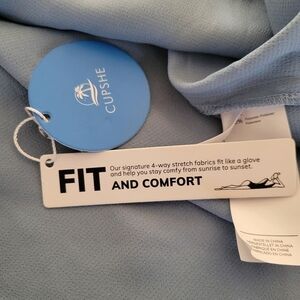 CUPSHE
FIT
AND COMFORT
Our signature 4-way stretch fabrics fit like a glove
and help you stay comfy from sunrise to sunset.
MADE IN CHINA